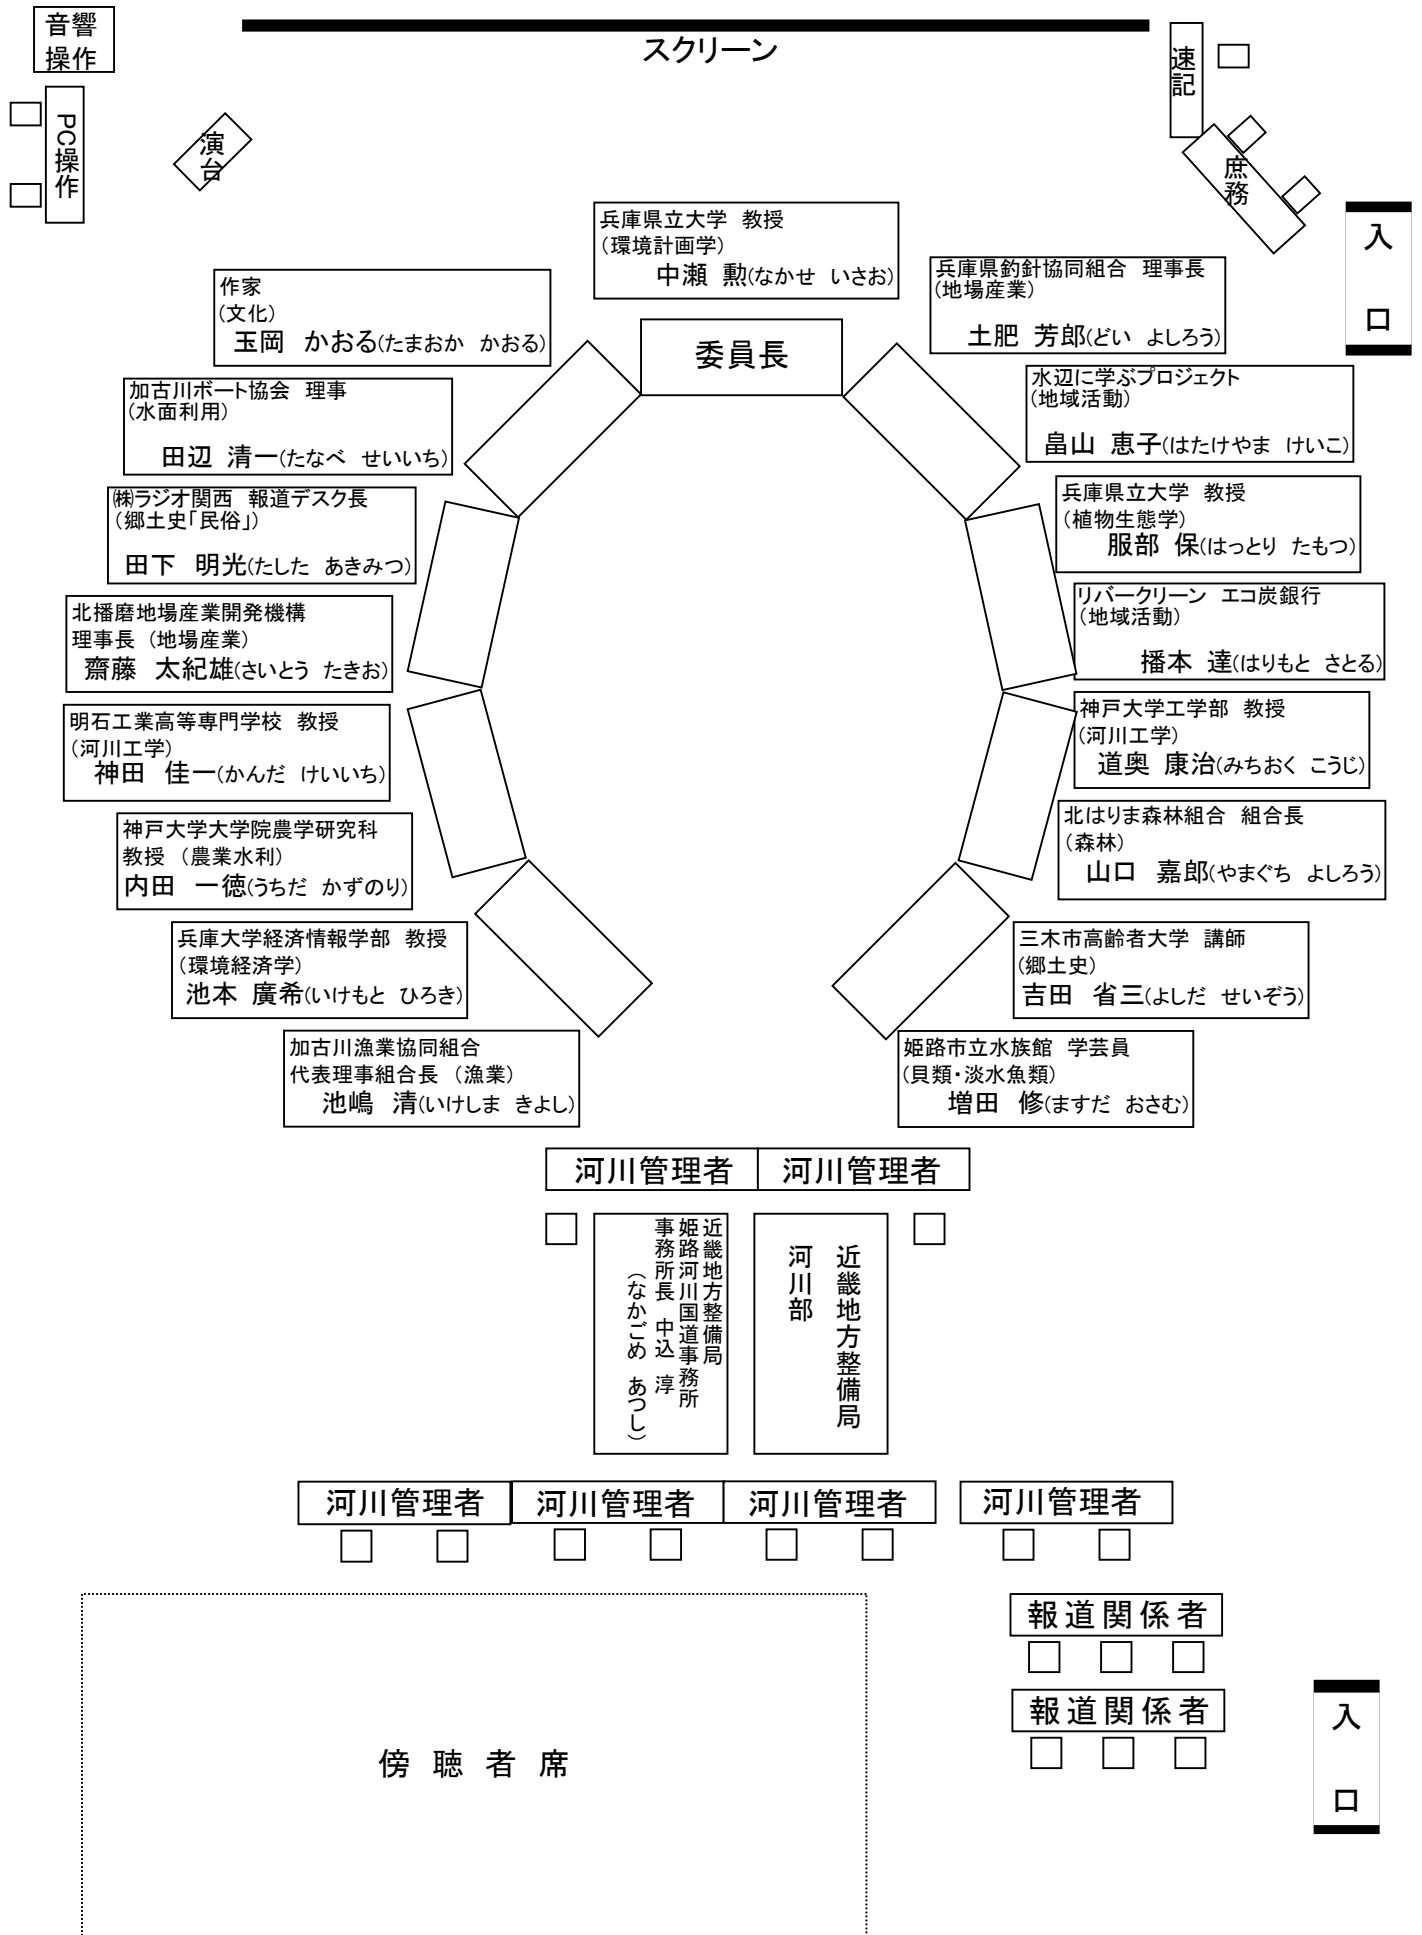 音響
操作
スクリーン
速記
PC操作
演台
庶務
入口
兵庫県立大学 教授
(環境計画学)
中瀬 勲(なかせ いさお)
委員長
作家
(文化)
玉岡 かおる(たまおか かおる)
加古川ボート協会 理事
(水面利用)
田辺 清一(たなべ せいいち)
㈱ラジオ関西 報道デスク長
(郷土史「民俗」)
田下 明光(たした あきみつ)
北播磨地場産業開発機構
理事長 (地場産業)
齋藤 太紀雄(さいとう たきお)
明石工業高等専門学校 教授
(河川工学)
神田 佳一(かんだ けいいち)
神戸大学大学院農学研究科
教授 (農業水利)
内田 一徳(うちだ かずのり)
兵庫大学経済情報学部 教授
(環境経済学)
池本 廣希(いけもと ひろき)
加古川漁業協同組合
代表理事組合長 (漁業)
池嶋 清(いけしま きよし)
兵庫県釣針協同組合 理事長
(地場産業)
土肥 芳郎(どい よしろう)
水辺に学ぶプロジェクト
(地域活動)
畠山 恵子(はたけやま けいこ)
兵庫県立大学 教授
(植物生態学)
服部 保(はっとり たもつ)
リバークリーン エコ炭銀行
(地域活動)
播本 達(はりもと さとる)
神戸大学工学部 教授
(河川工学)
道奥 康治(みちおく こうじ)
北はりま森林組合 組合長
(森林)
山口 嘉郎(やまぐち よしろう)
三木市高齢者大学 講師
(郷土史)
吉田 省三(よしだ せいぞう)
姫路市立水族館 学芸員
(貝類・淡水魚類)
増田 修(ますだ おさむ)
河川管理者
河川管理者
近畿地方整備局
姫路河川国道事務所
事務所長 中込 淳
(なかごめ あつし)
近畿地方整備局
河川部
河川管理者
河川管理者
河川管理者
河川管理者
報道関係者
報道関係者
入口
傍聴者席